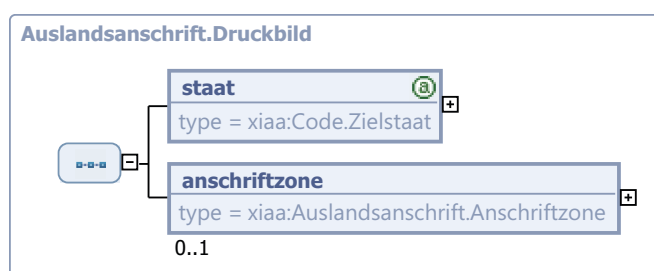 Auslandsanschrift.Druckbild
staat @
type = xiaa:Code.Zielstaat
anschriftzone
type = xiaa:Auslandsanschrift.Anschriftzone
0..1